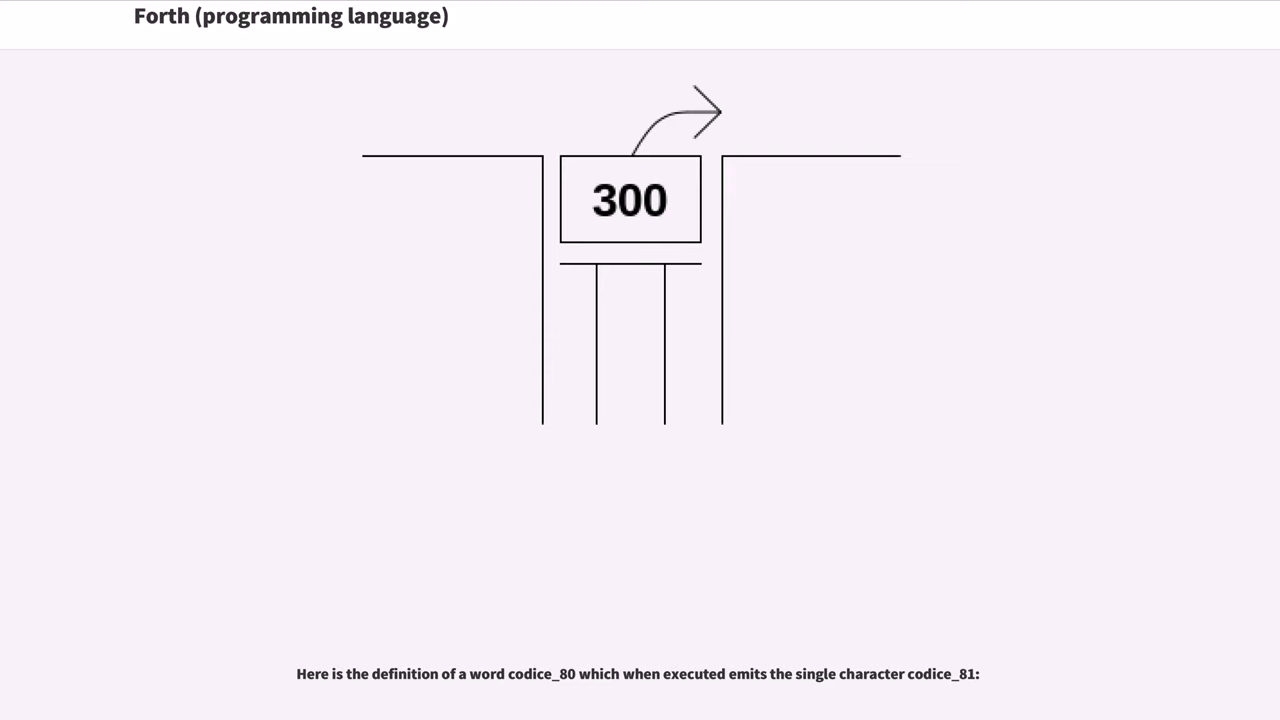 Forth (programming language)
300
Here is the definition of a word codice_80 which when executed emits the single character codice_81: